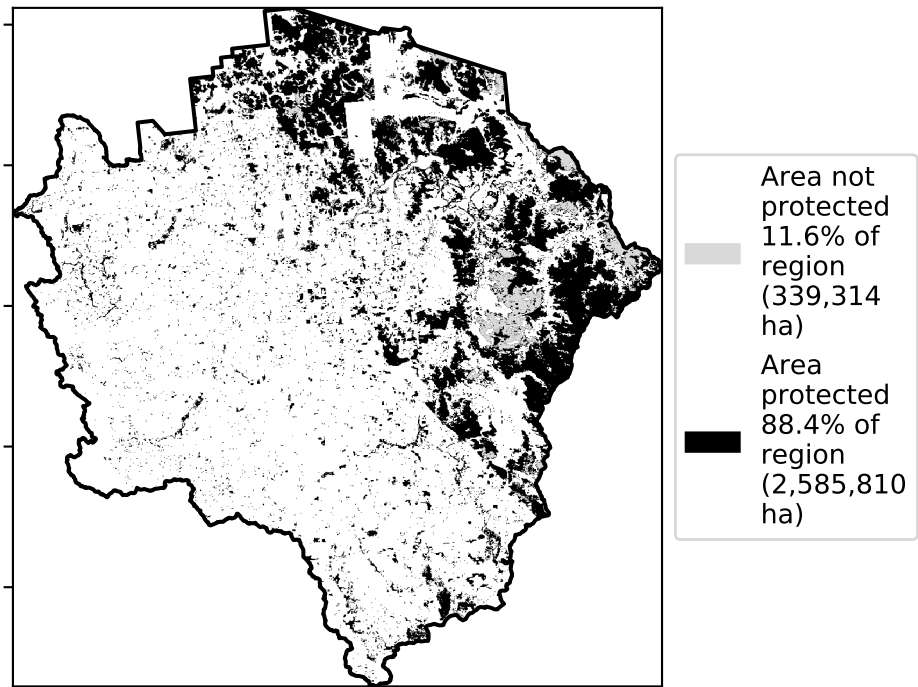 Area not
protected
11.6% of
region
(339,314
ha)
Area
protected
88.4% of
region
(2,585,810
ha)